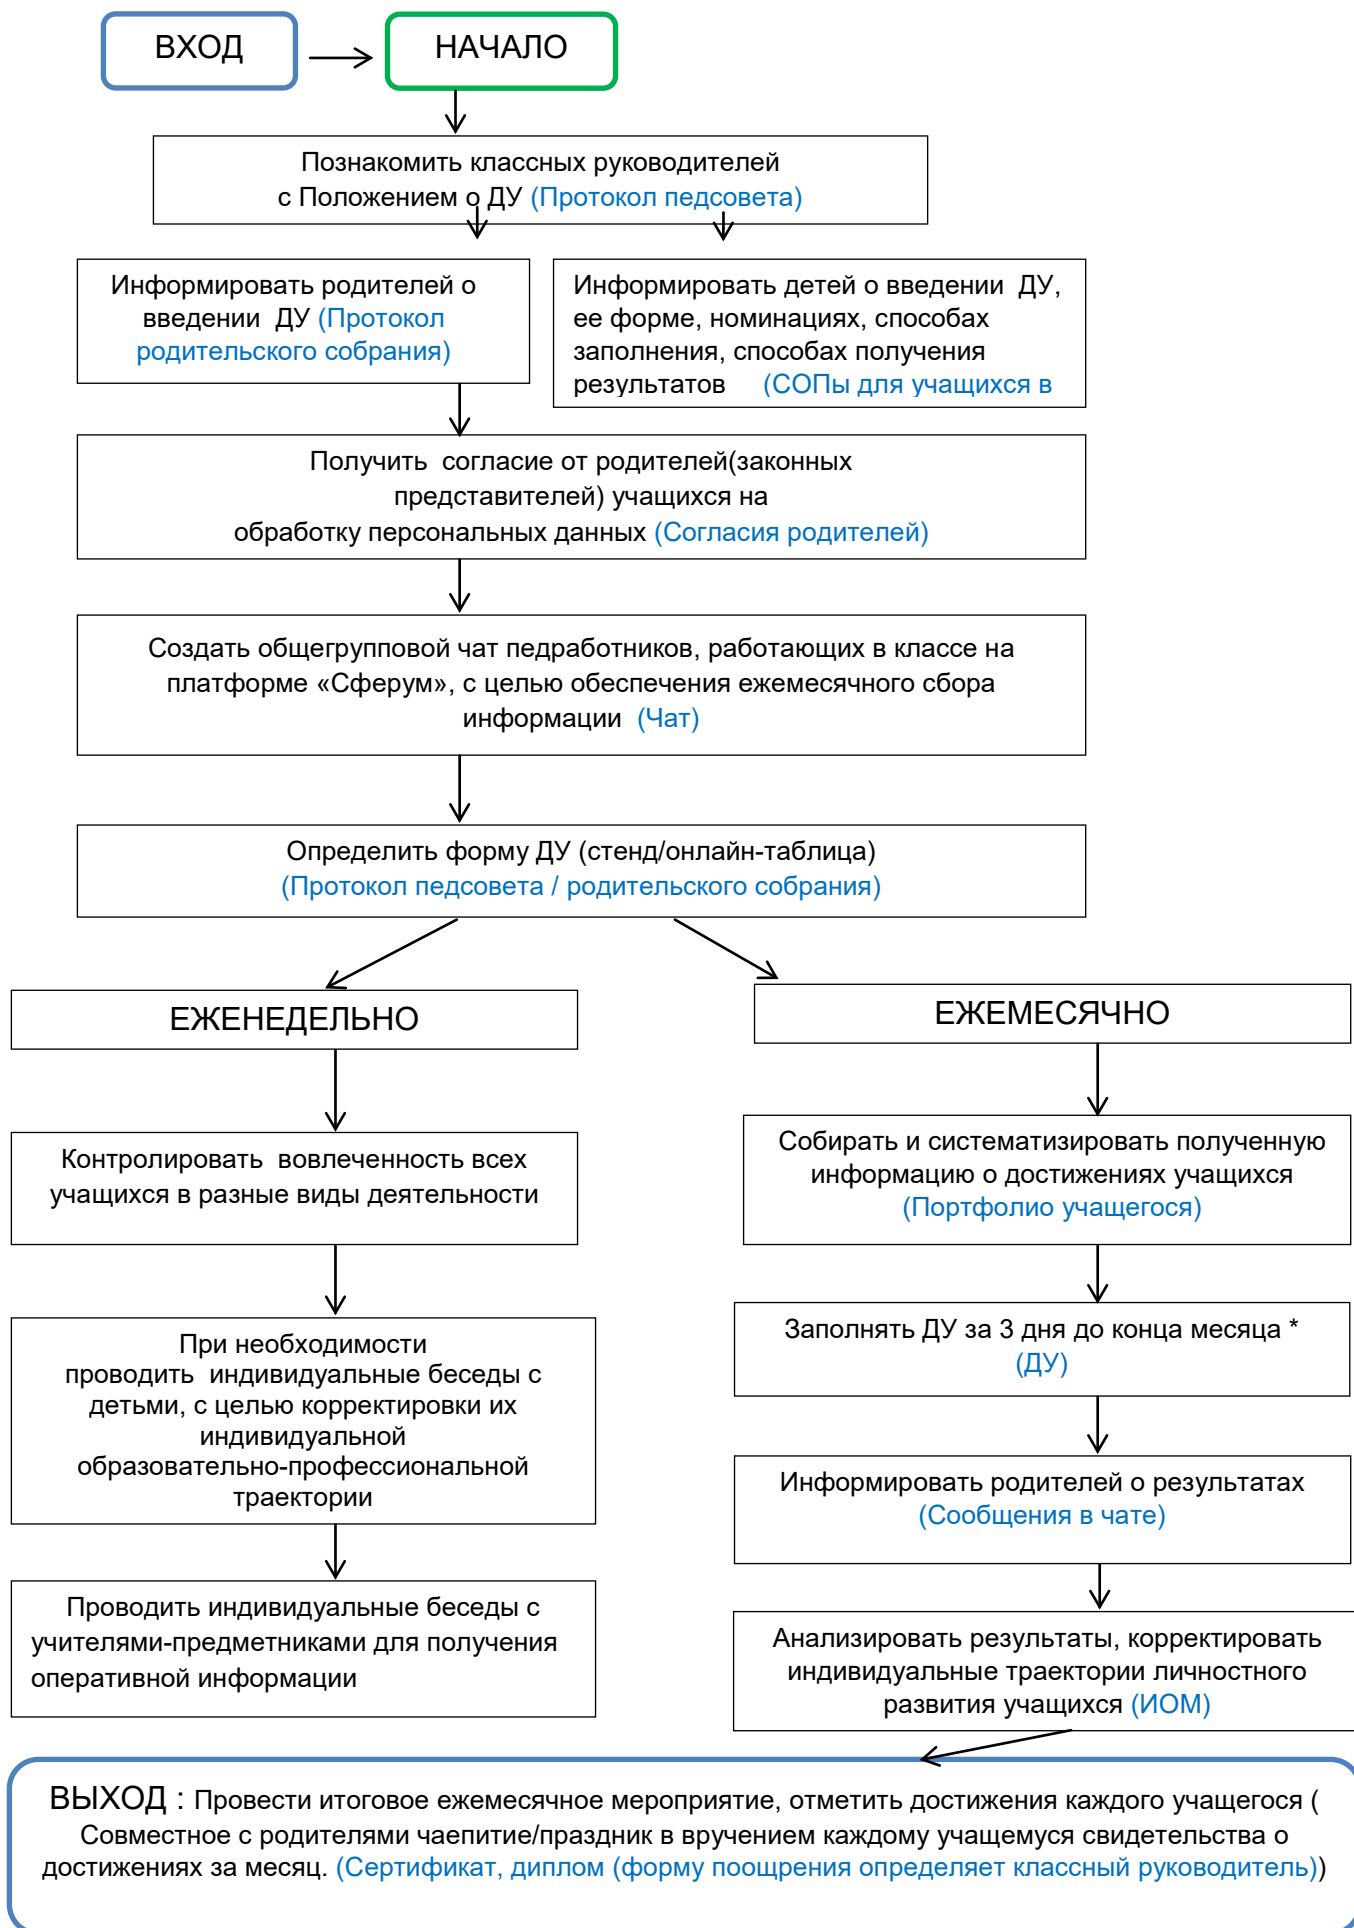 ВХОД
НАЧАЛО
Познакомить классных руководителей
с Положением о ДУ (Протокол педсовета)
Информировать родителей о
введении ДУ (Протокол
родительского собрания)
Информировать детей о введении ДУ,
ее форме, номинациях, способах
заполнения, способах получения
результатов (СОПы для учащихся в
Получить согласие от родителей(законных
представителей) учащихся на
обработку персональных данных (Согласия родителей)
Создать общегрупповой чат педработников, работающих в классе на
платформе «Сферум», с целью обеспечения ежемесячного сбора
информации (Чат)
Определить форму ДУ (стенд/онлайн-таблица)
(Протокол педсовета / родительского собрания)
ЕЖЕНЕДЕЛЬНО
Контролировать вовлеченность всех
учащихся в разные виды деятельности
При необходимости
проводить индивидуальные беседы с
детьми, с целью корректировки их
индивидуальной
образовательно-профессиональной
траектории
Проводить индивидуальные беседы с
учителями-предметниками для получения
оперативной информации
ЕЖЕМЕСЯЧНО
Собирать и систематизировать полученную
информацию о достижениях учащихся
(Портфолио учащегося)
Заполнять ДУ за 3 дня до конца месяца *
(ДУ)
Информировать родителей о результатах
(Сообщения в чате)
Анализировать результаты, корректировать
индивидуальные траектории личностного
развития учащихся (ИОМ)
ВЫХОД : Провести итоговое ежемесячное мероприятие, отметить достижения каждого учащегося (
Совместное с родителями чаепитие/праздник в вручением каждому учащемуся свидетельства о
достижениях за месяц. (Сертификат, диплом (форму поощрения определяет классный руководитель))